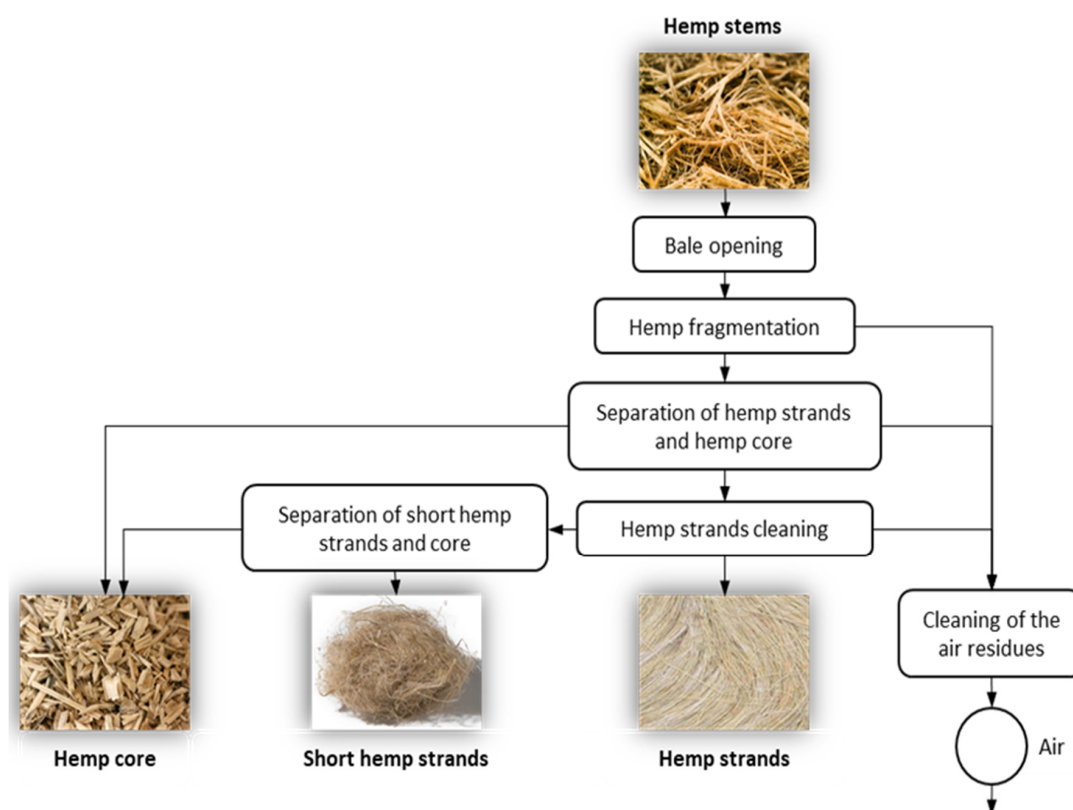 Hemp stems
Bale opening
Hemp fragmentation
Separation of hemp strands
and hemp core
Separation of short hemp
strands and core
Hemp strands cleaning
Cleaning of the
air residues
Air
Hemp core
Short hemp strands
Hemp strands